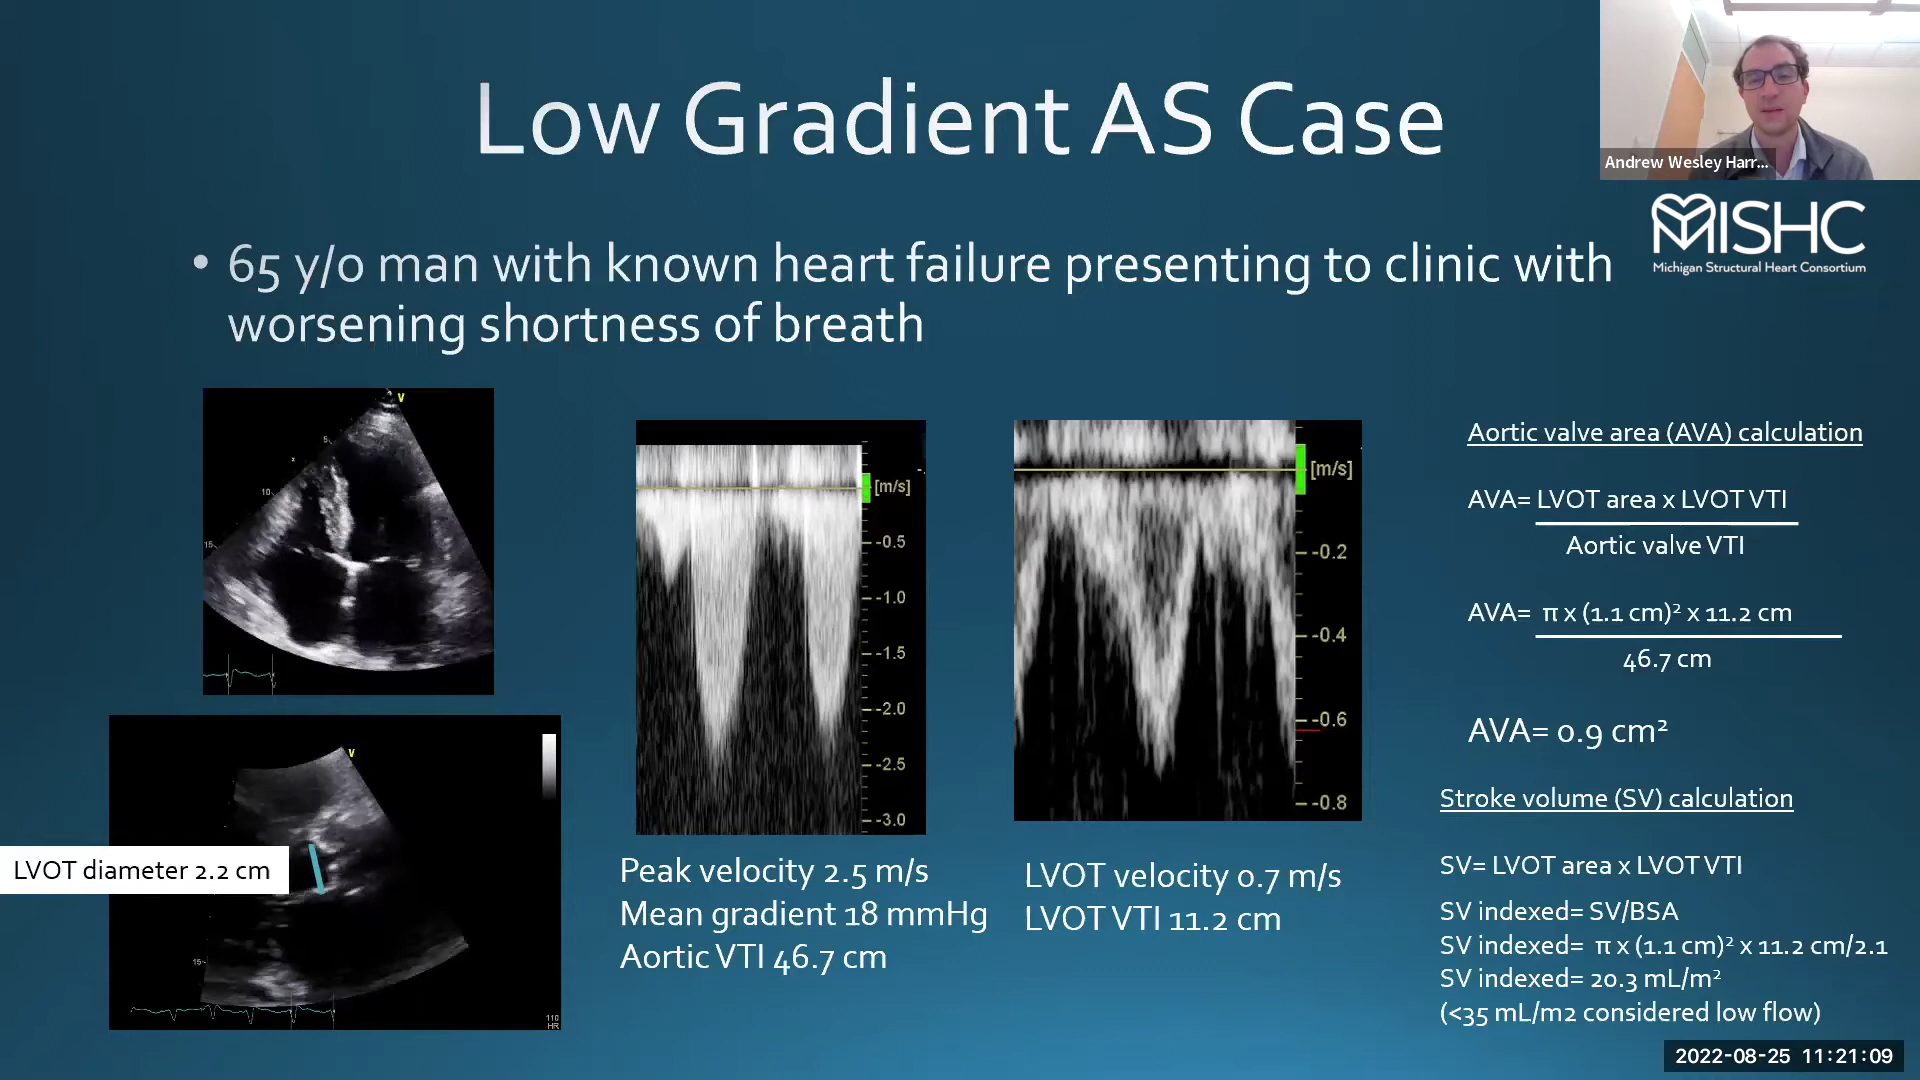 Low Gradient AS Case
Andrew Wesley Harr...
MISHC
Michigan Structural Heart Consortium
• 65 y/o man with known heart failure presenting to clinic with
worsening shortness of breath
V
5
x
10
15
V
LVOT diameter 2.2 cm
15
110
HR
[m/s]
-0.5
-1.0
-1.5
-2.0
-2.5
-3.0
Peak velocity 2.5 m/s
Mean gradient 18 mmHg
Aortic VTI 46.7 cm
[m/s]
-0.2
-0.4
-0.6
-0.8
LVOT velocity 0.7 m/s
LVOT VTI 11.2 cm
Aortic valve area (AVA) calculation
AVA= LVOT area x LVOT VTI
Aortic valve VTI
AVA= π x (1.1 cm)² x 11.2 cm
46.7 cm
AVA= 0.9 cm²
Stroke volume (SV) calculation
SV= LVOT area x LVOT VTI
SV indexed= SV/BSA
SV indexed= π x (1.1 cm)² x 11.2 cm/2.1
SV indexed= 20.3 mL/m²
(<35 mL/m2 considered low flow)
2022-08-25 11:21:09